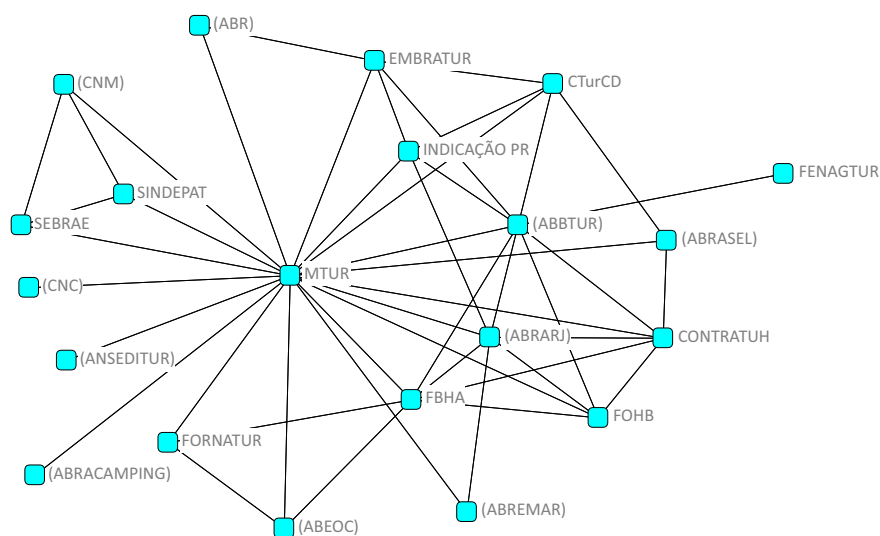 (ABR)
EMBRATUR
(CNM)
CTurCD
INDICAÇÃO PR
FENAGTUR
SINDEPAT
SEBRAE
(ABBTUR)
(ABRASEL)
MTUR
(CNC)
(ABRARJ)
CONTRATUH
(ANSEDITUR)
FBHA
FOHB
FORNATUR
(ABRACAMPING)
(ABREMAR)
(ABEOC)